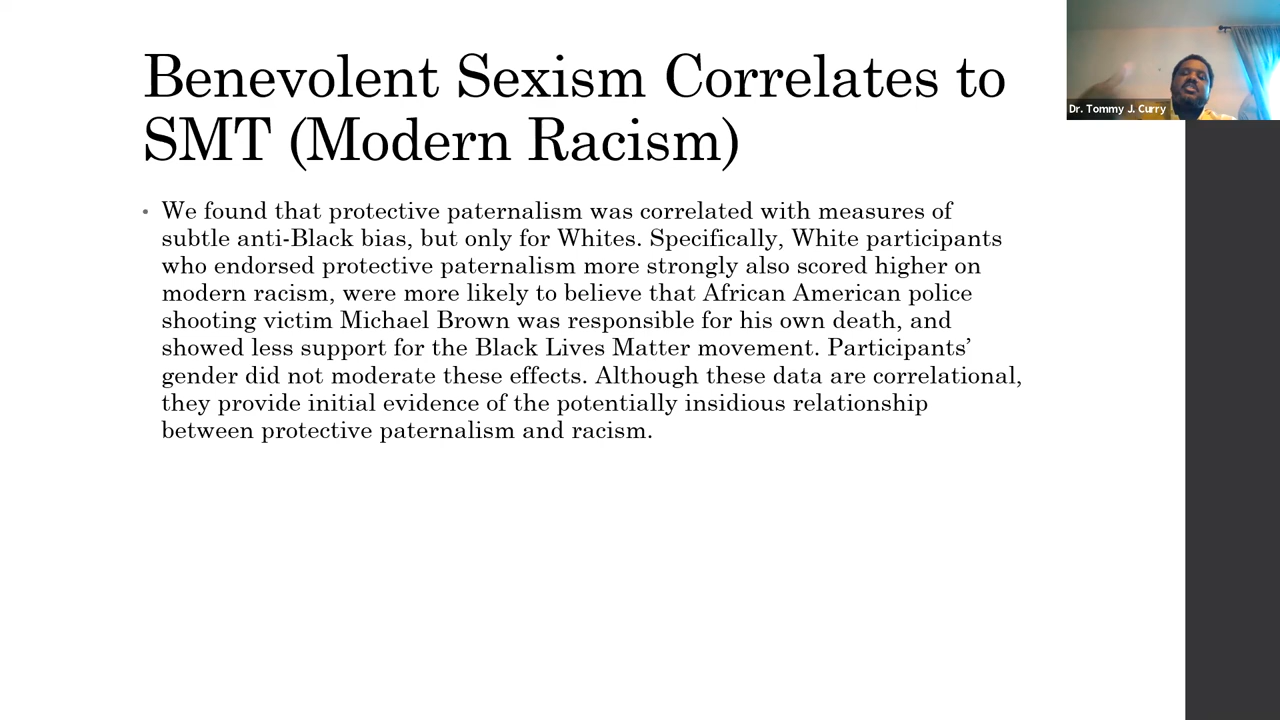 Benevolent Sexism Correlates to
SMT (Modern Racism)
Dr. Tommy J. Curry
• We found that protective paternalism was correlated with measures of
subtle anti-Black bias, but only for Whites. Specifically, White participants
who endorsed protective paternalism more strongly also scored higher on
modern racism, were more likely to believe that African American police
shooting victim Michael Brown was responsible for his own death, and
showed less support for the Black Lives Matter movement. Participants’
gender did not moderate these effects. Although these data are correlational,
they provide initial evidence of the potentially insidious relationship
between protective paternalism and racism.